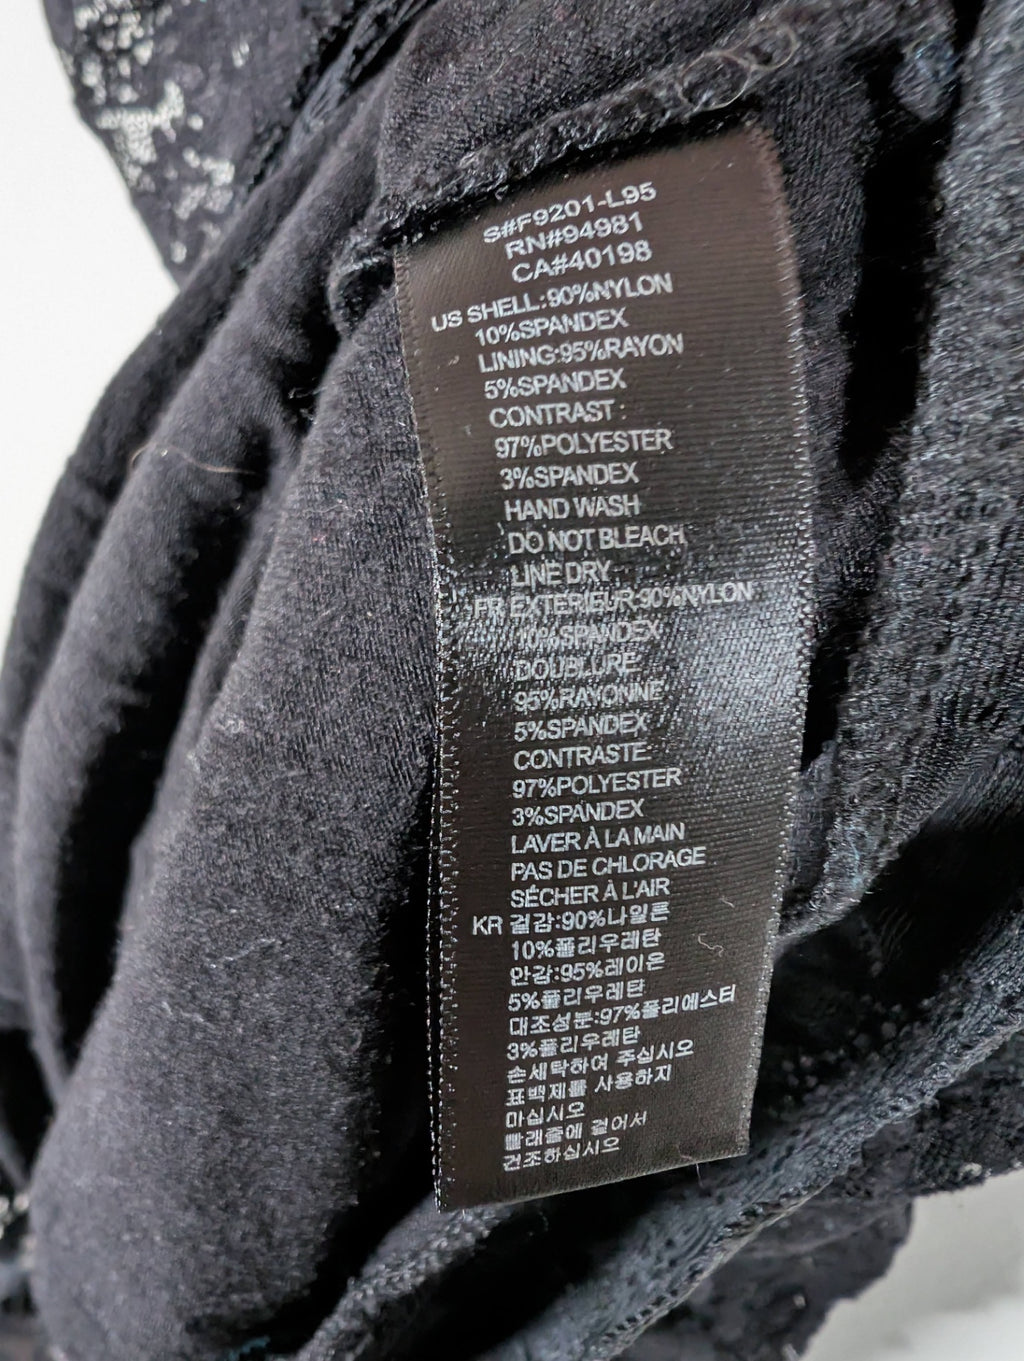 S#F9201-L95
RN#94981
CA#40198
US SHELL:90%NYLON
10%SPANDEX
LINING:95%RAYON
5%SPANDEX
CONTRAST :
97%POLYESTER
3%SPANDEX
HAND WASH
DO NOT BLEACH
LINE DRY
FR EXTÉRIEUR:90%NYLON
10%SPANDEX
DOUBLURE:
95%RAYONNE
5%SPANDEX
CONTRASTE:
97%POLYESTER
3%SPANDEX
LAVER À LA MAIN
PAS DE CHLORAGE
SÉCHER À L'AIR
KR 겉감:90%나일론
10%폴리우레탄
안감:95%레이온
5%폴리우레탄
대조성분:97%폴리에스터
3%폴리우레탄
손세탁하여 주십시오
표백제를 사용하지
마십시오
빨래줄에 걸어서
건조하십시오